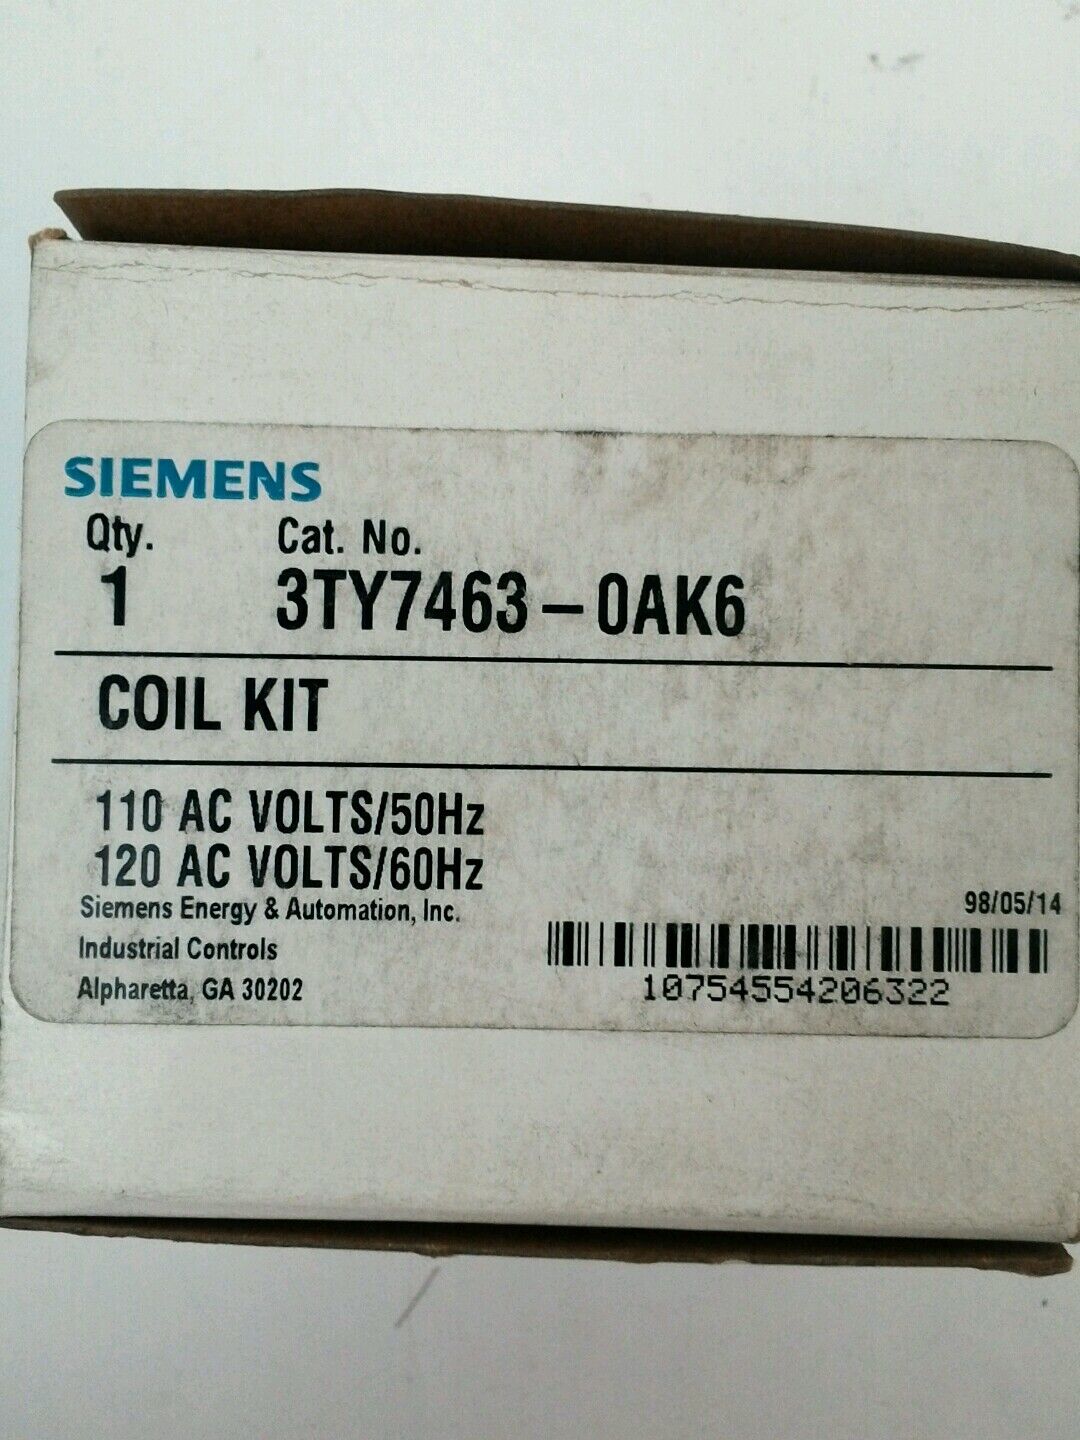 SIEMENS
Qty. Cat. No.
1 3TY7463-0AK6
COIL KIT
110 AC VOLTS/50Hz
120 AC VOLTS/60Hz
Siemens Energy & Automation, Inc.
98/05/14
Industrial Controls
Alpharetta, GA 30202
10754554206322